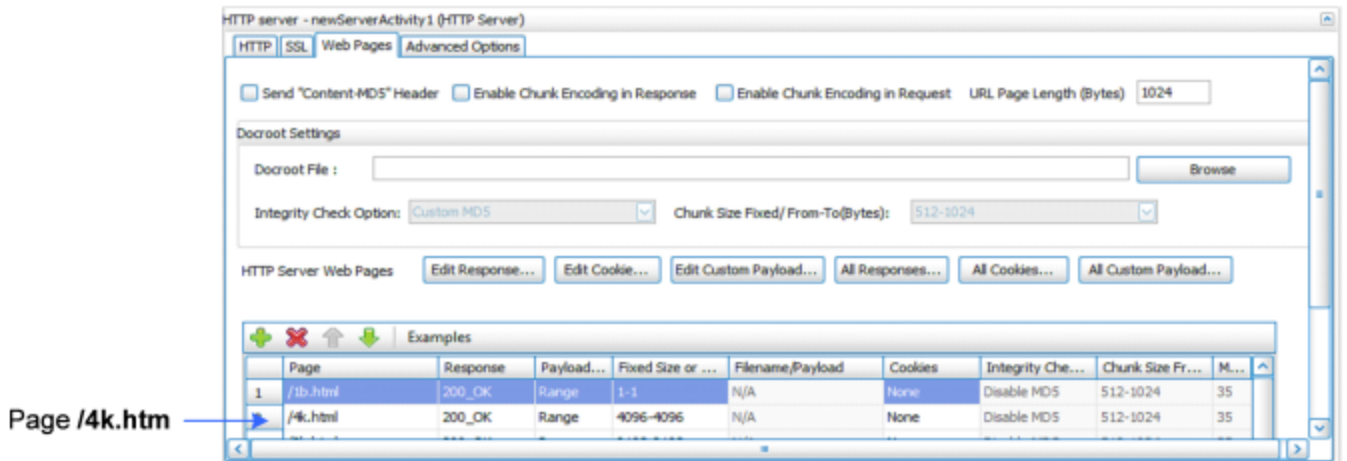 HTTP server - newServerActivity1 (HTTP Server)
HTTP SSL Web Pages Advanced Options
Send "Content-MD5" Header Enable Chunk Encoding in Response Enable Chunk Encoding in Request URL Page Length (Bytes) 1024
Docroot Settings
Docroot File : Browse
Integrity Check Option: Custom MD5 Chunk Size Fixed/ From-To(Bytes): 512-1024
HTTP Server Web Pages Edit Response... Edit Cookie... Edit Custom Payload... All Responses... All Cookies... All Custom Payload...
Examples
Page Response Payload... Fixed Size or ... Filename/Payload Cookies Integrity Che... Chunk Size Fr... M...
1 /1b.html 200_OK Range 1-1 N/A None Disable MD5 512-1024 35
Page /4k.htm /4k.html 200_OK Range 4096-4096 N/A None Disable MD5 512-1024 35